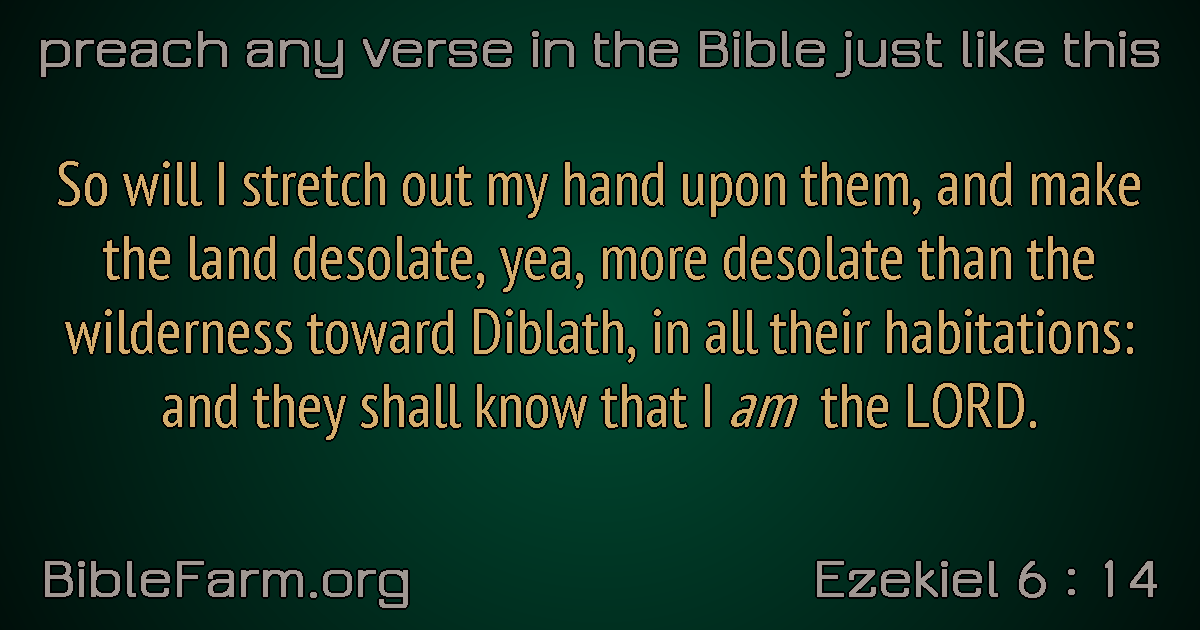 preach any verse in the Bible just like this
So will I stretch out my hand upon them, and make
the land desolate, yea, more desolate than the
wilderness toward Diblath, in all their habitations:
and they shall know that I am the LORD.
BibleFarm.org
Ezekiel 6 : 14